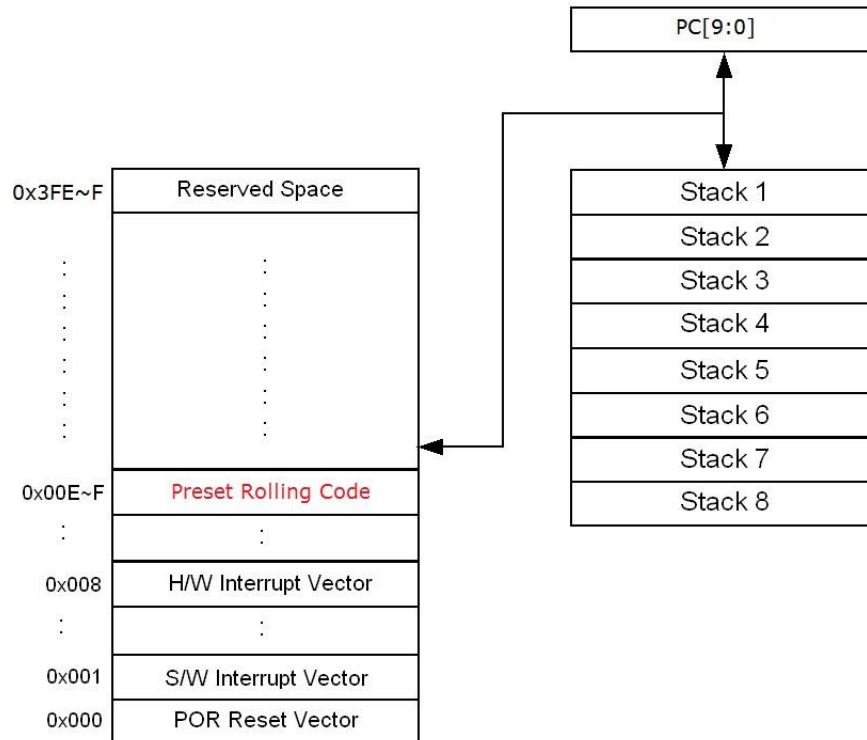 PC[9:0]
0x3FE~F Reserved Space
: :
: :
: :
: :
: :
: :
0x00E~F Preset Rolling Code
: :
0x008 H/W Interrupt Vector
: :
0x001 S/W Interrupt Vector
0x000 POR Reset Vector
Stack 1
Stack 2
Stack 3
Stack 4
Stack 5
Stack 6
Stack 7
Stack 8